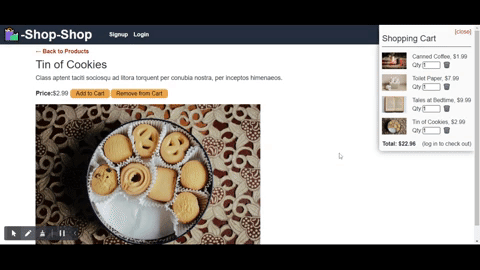 -Shop-Shop
Signup Login
← Back to Products
Tin of Cookies
Class aptent taciti sociosqu ad litora torquent per conubia nostra, per inceptos himenaeos.
Price:$2.99 Add to Cart Remove from Cart
[close]
Shopping Cart
Canned Coffee, $1.99
Qty 1
Toilet Paper, $7.99
Qty 1
Tales at Bedtime, $9.99
Qty 1
Tin of Cookies, $2.99
Qty 1
Total: $22.96 (log in to check out)